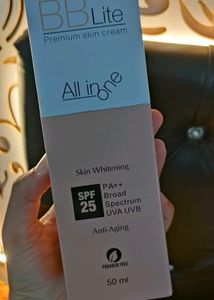 BB Lite
Premium skin cream
All in one
Skin Whitening
SPF
25
PA++
Broad
Spectrum
UVA UVB
Anti-Aging
PARABEN FREE
50 ml